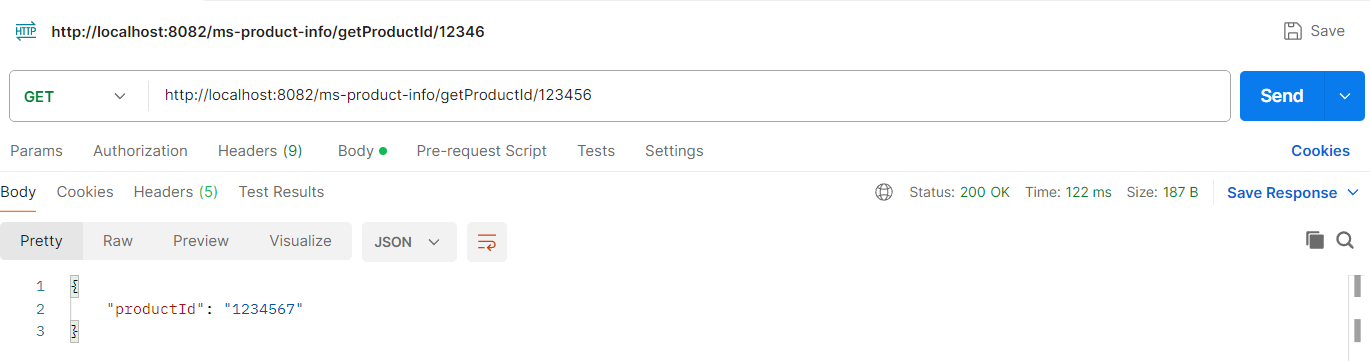 HTTP http://localhost:8082/ms-product-info/getProductId/12346 Save
GET http://localhost:8082/ms-product-info/getProductId/123456 Send
Params Authorization Headers (9) Body Pre-request Script Tests Settings Cookies
Body Cookies Headers (5) Test Results Status: 200 OK Time: 122 ms Size: 187 B Save Response
Pretty Raw Preview Visualize JSON
1 {
2 "productId": "1234567"
3 }